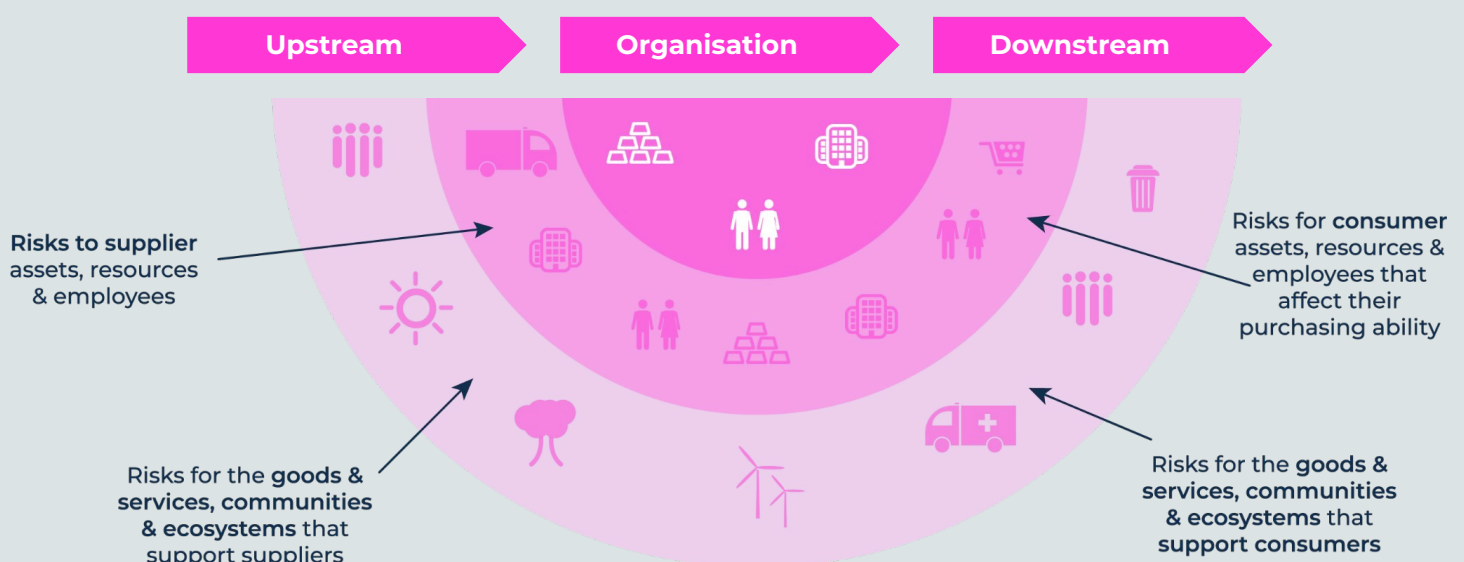 Upstream
Organisation
Downstream
Risks to supplier
assets, resources
& employees
Risks for consumer
assets, resources &
employees that
affect their
purchasing ability
Risks for the goods &
services, communities
& ecosystems that
support suppliers
Risks for the goods &
services, communities
& ecosystems that
support consumers